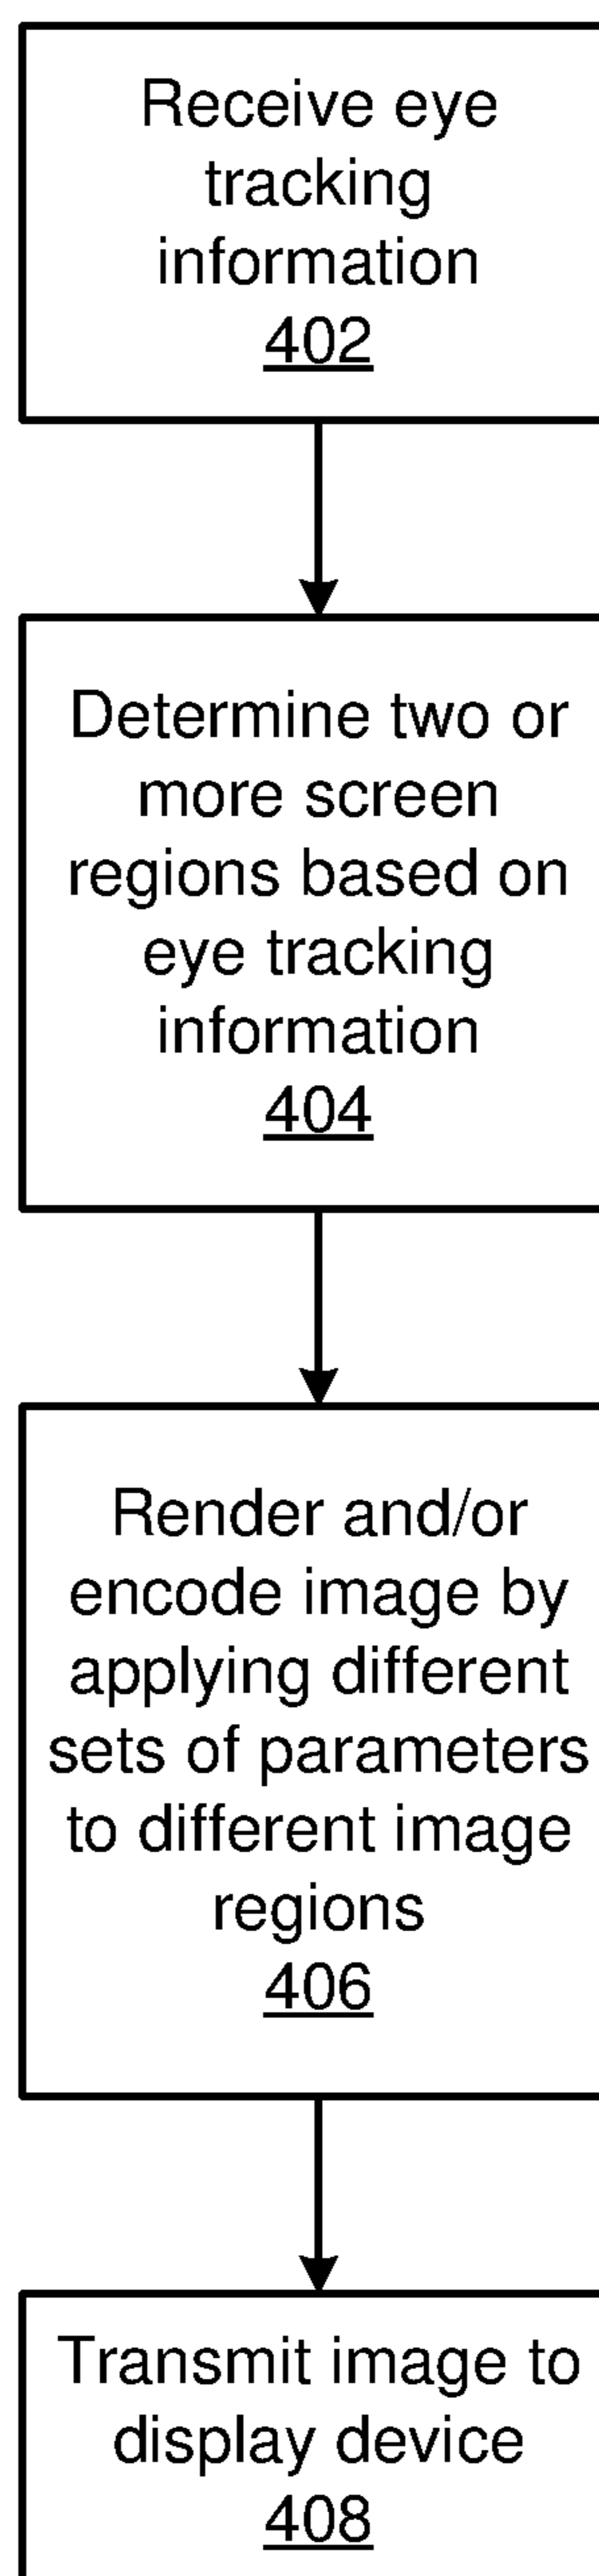 Receive eye
tracking
information
402
Determine two or
more screen
regions based on
eye tracking
information
404
Render and/or
encode image by
applying different
sets of parameters
to different image
regions
406
Transmit image to
display device
408